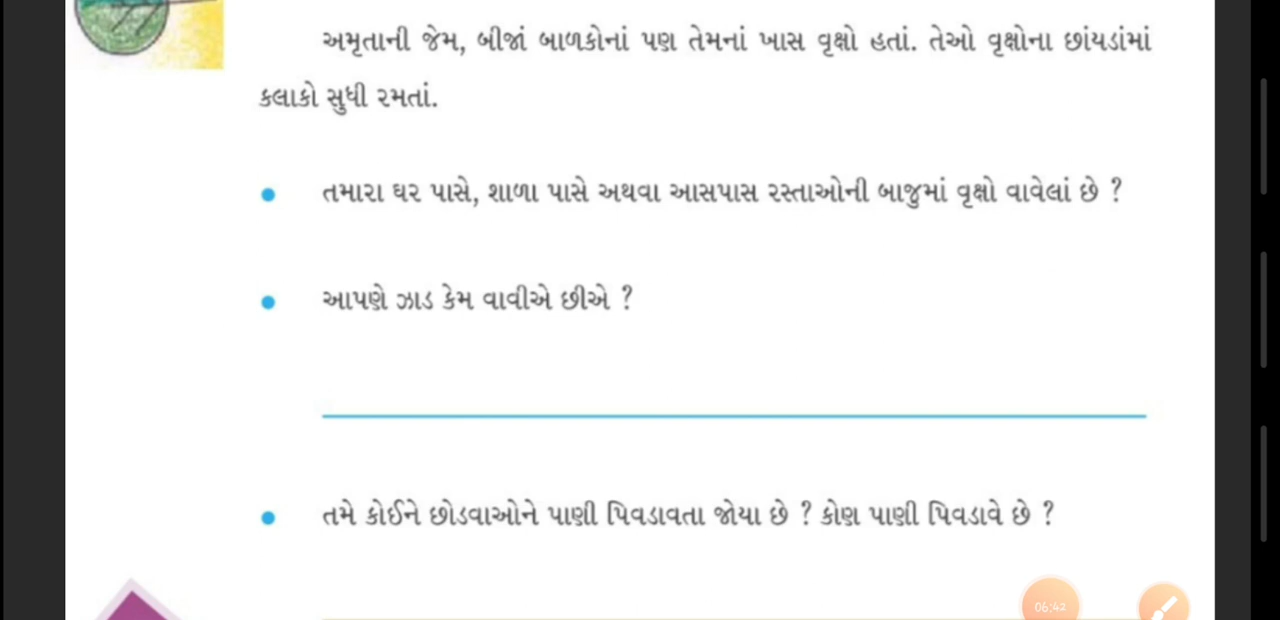 અમૃતાની જેમ, બીજાં બાળકોનાં પણ તેમનાં ખાસ વૃક્ષો હતાં. તેઓ વૃક્ષોના છાંયડાંમાં
કલાકો સુધી રમતાં.
તમારા ઘર પાસે, શાળા પાસે અથવા આસપાસ રસ્તાઓની બાજુમાં વૃક્ષો વાવેલાં છે ?
આપણે ઝાડ કેમ વાવીએ છીએ ?
તમે કોઈને છોડવાઓને પાણી પિવડાવતા જોયા છે ? કોણ પાણી પિવડાવે છે ?
06:42